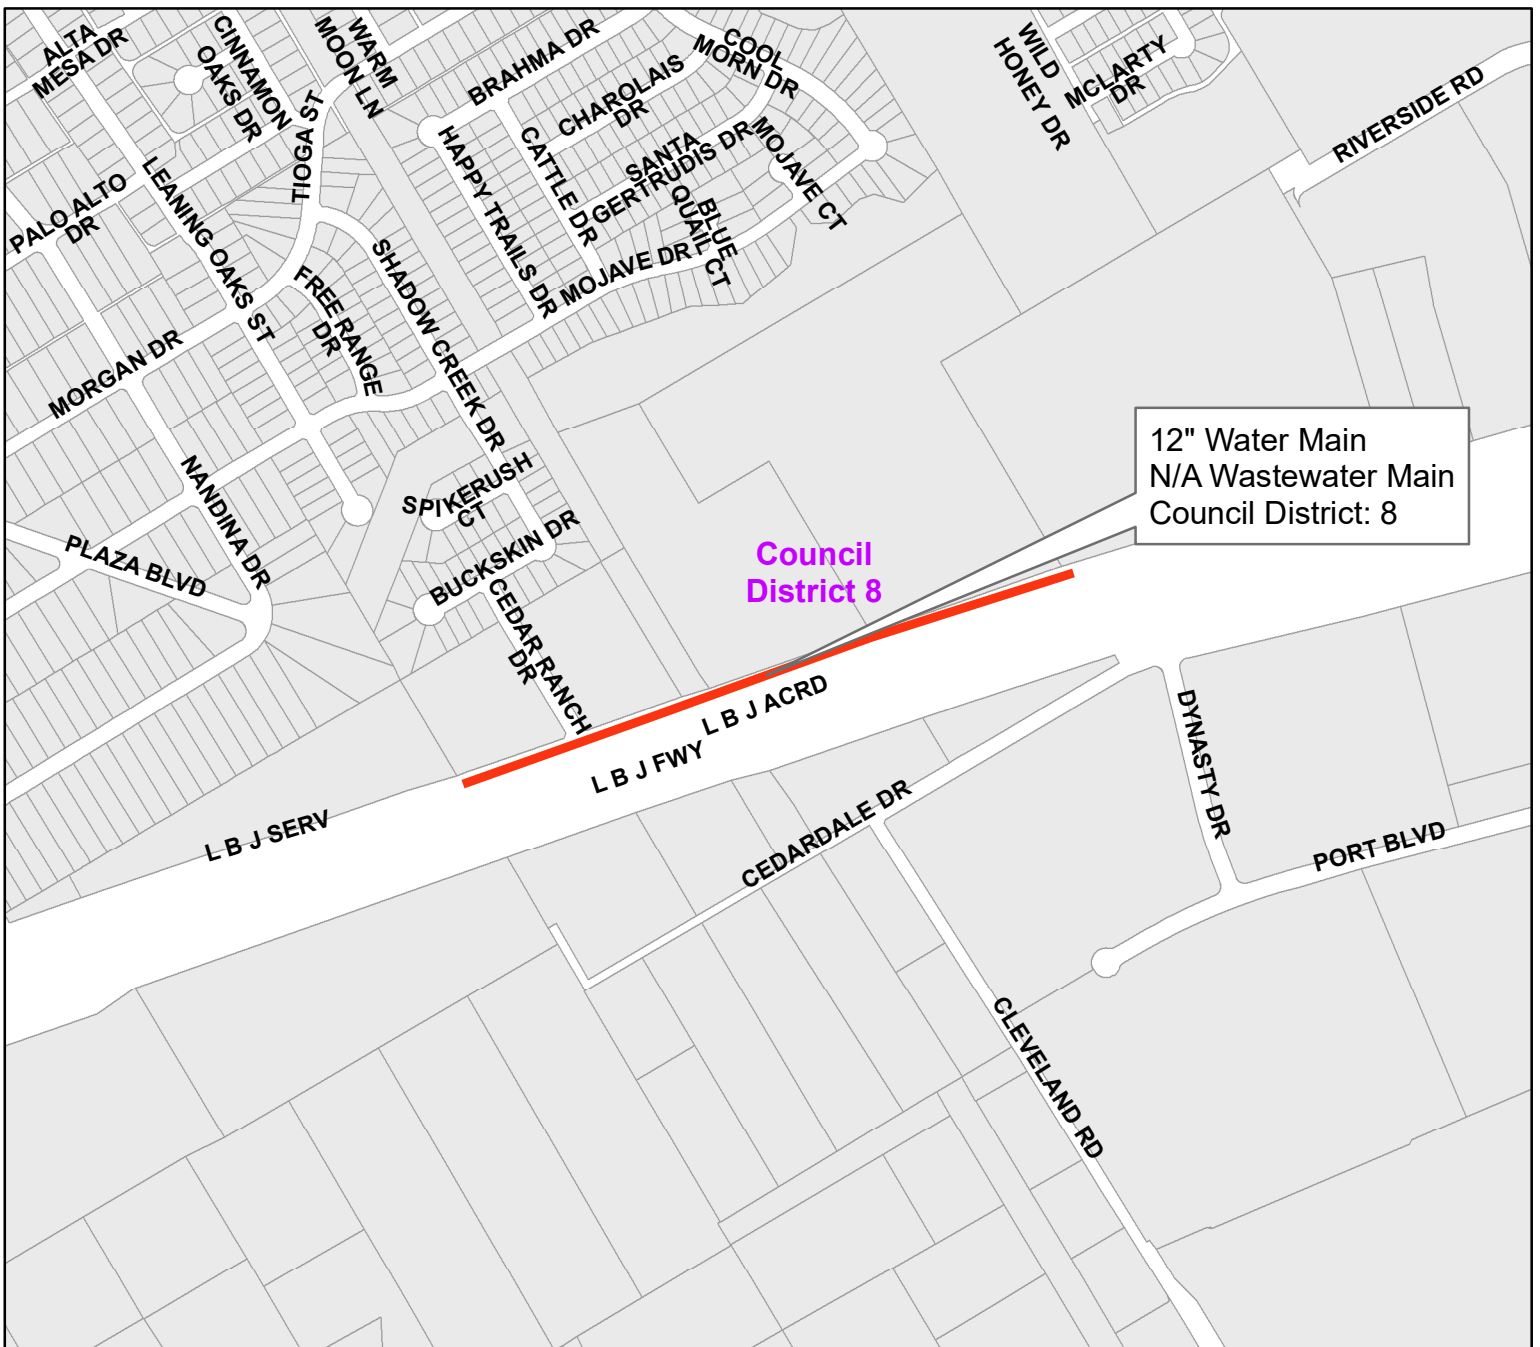 ALTA
MESA DR
CINNAMON
OAKS DR
WARM
MOON LN
TIOGA ST
BRAHMA DR
COOL
MORN DR
CHAROLAIS
DR
WILD
HONEY DR
MCLARTY
DR
RIVERSIDE RD
PALO ALTO
DR
LEANING OAKS ST
HAPPY TRAILS DR
CATTLE DR
SANTA
GERTRUDIS DR
MOJAVE CT
BLUE
QUAIL CT
MOJAVE DR
SHADOW CREEK DR
FREE RANGE
DR
MORGAN DR
NANDINA DR
PLAZA BLVD
SPIKERUSH
CT
BUCKSKIN DR
CEDAR RANCH
DR
12" Water Main
N/A Wastewater Main
Council District: 8
Council
District 8
L B J ACRD
L B J FWY
L B J SERV
CEDARDALE DR
DYNASTY DR
PORT BLVD
CLEVELAND RD